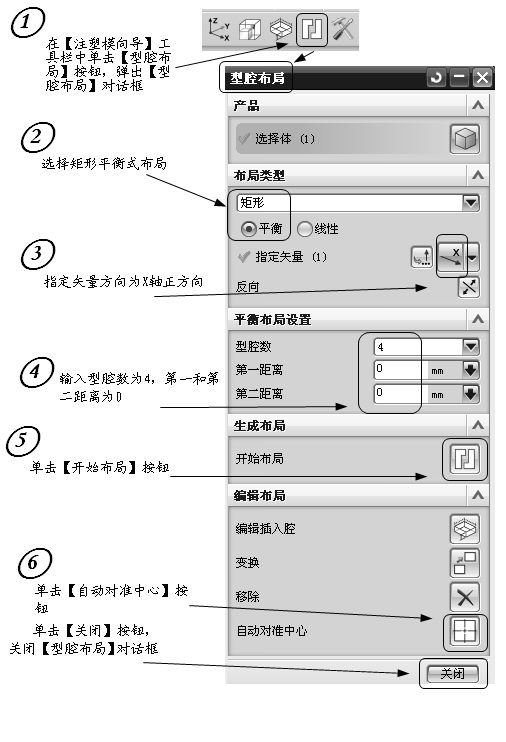 1
在【注塑模向导】工
具栏中单击【型腔布
局】按钮，弹出【型
腔布局】对话框
Z
Y
X
型腔布局
产品
选择体 (1)
2
选择矩形平衡式布局
布局类型
矩形
平衡 线性
3
指定矢量方向为X轴正方向
指定矢量 (1)
X
反向
平衡布局设置
4
输入型腔数为4，第一和第
二距离为0
型腔数 4
第一距离 0 mm
第二距离 0 mm
5
单击【开始布局】按钮
生成布局
开始布局
编辑布局
编辑插入腔
变换
移除
自动对准中心
6
单击【自动对准中心】按
钮
单击【关闭】按钮，
关闭【型腔布局】对话框
关闭